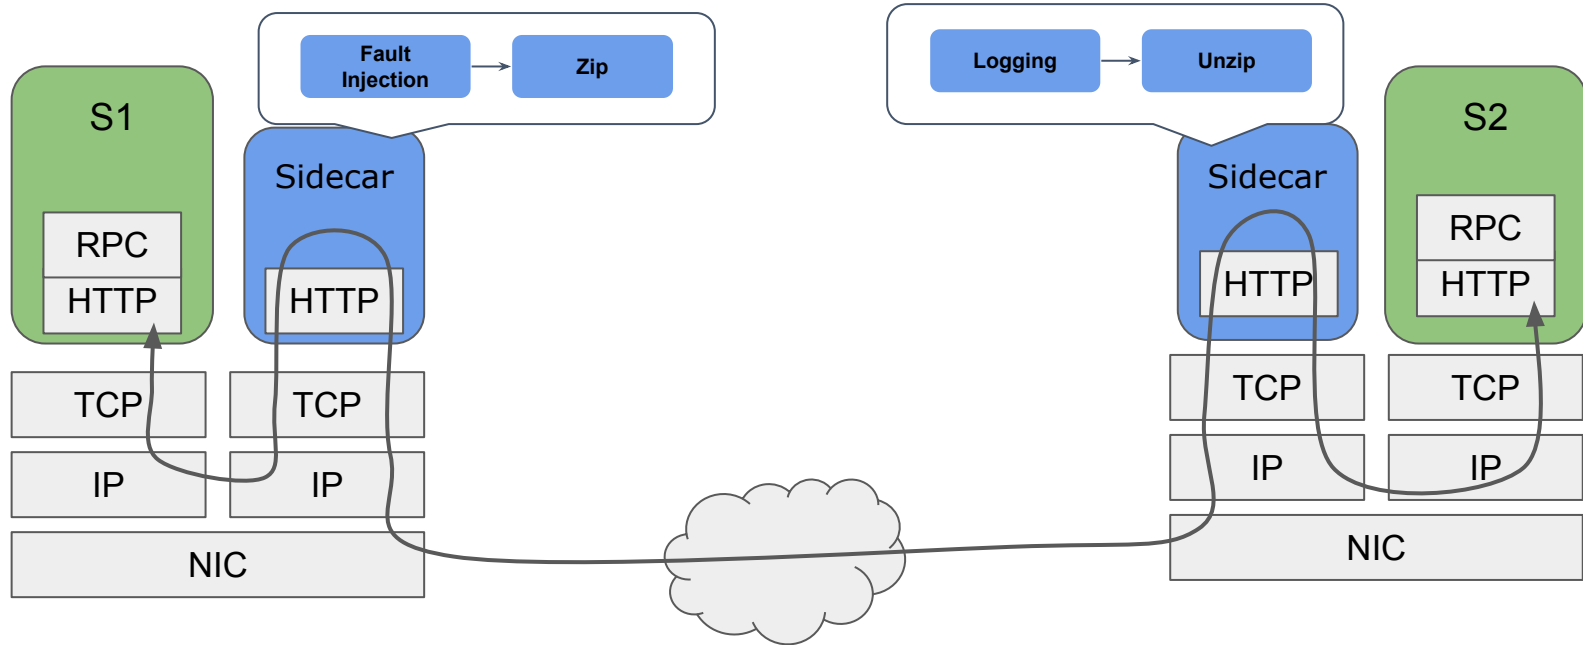 Fault
Injection
Zip
Logging
Unzip
S1
Sidecar
RPC
HTTP
HTTP
TCP
TCP
IP
IP
NIC
Sidecar
S2
HTTP
RPC
HTTP
TCP
TCP
IP
IP
NIC